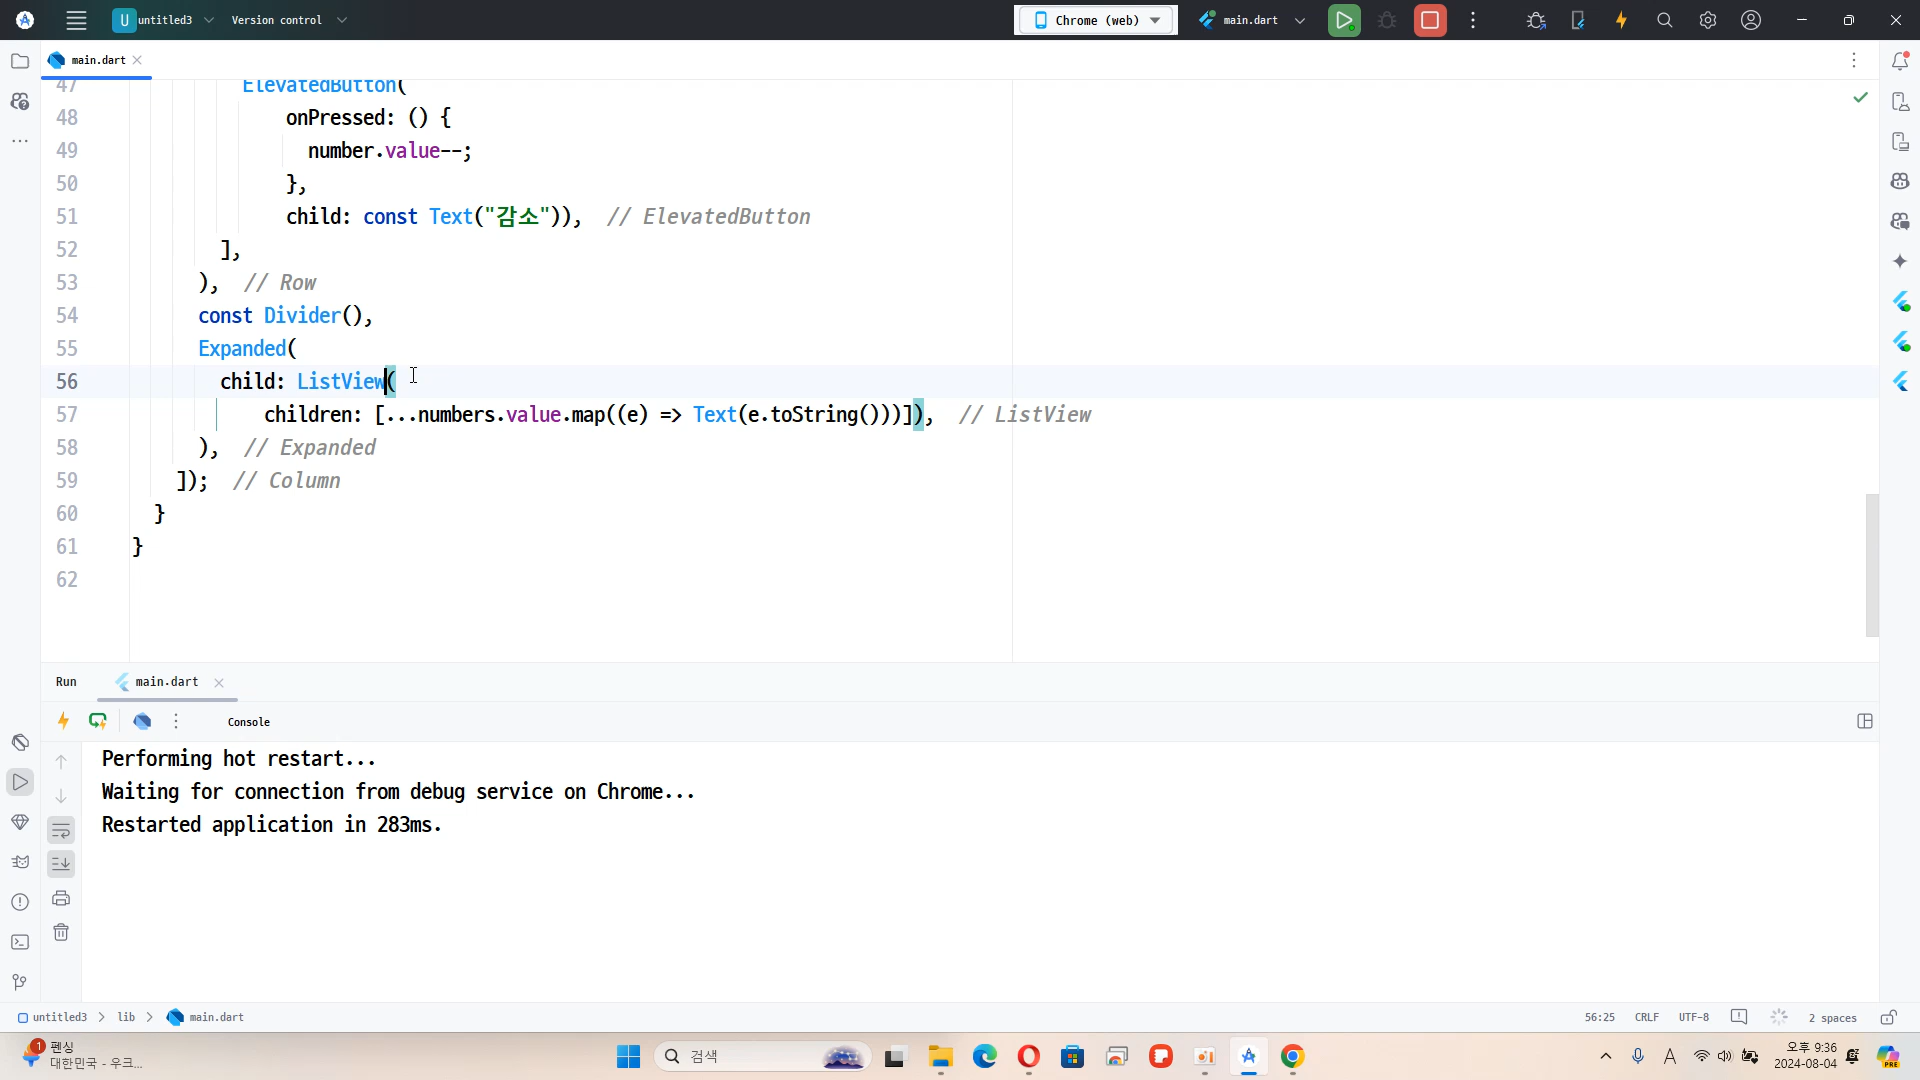 U untitled3 Version control Chrome (web) main.dart
main.dart
47 ElevatedButton(
48 onPressed: () {
49 number.value--;
50 },
51 child: const Text("감소")), // ElevatedButton
52 ],
53 ), // Row
54 const Divider(),
55 Expanded(
56 child: ListView(
57 children: [...numbers.value.map((e) => Text(e.toString()))]), // ListView
58 ), // Expanded
59 ]); // Column
60 }
61 }
62
Run main.dart
Console
Performing hot restart...
Waiting for connection from debug service on Chrome...
Restarted application in 283ms.
untitled3 > lib > main.dart 56:25 CRLF UTF-8 2 spaces
1 펜싱
대한민국 - 우크...
검색
A
오후 9:36
2024-08-04
PRE